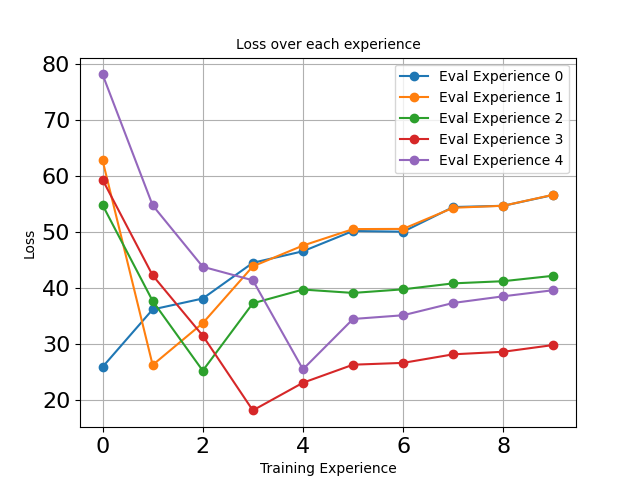 Loss over each experience
80
70
60
50
40
30
20
Loss
Eval Experience 0
Eval Experience 1
Eval Experience 2
Eval Experience 3
Eval Experience 4
0 2 4 6 8
Training Experience